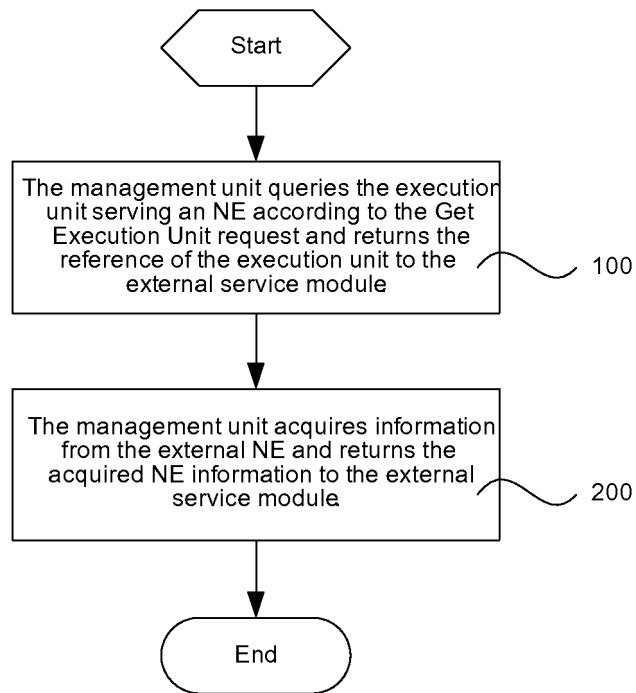 Start
The management unit queries the execution
unit serving an NE according to the Get
Execution Unit request and returns the
reference of the execution unit to the
external service module.
100
The management unit acquires information
from the external NE and returns the
acquired NE information to the external
service module.
200
End